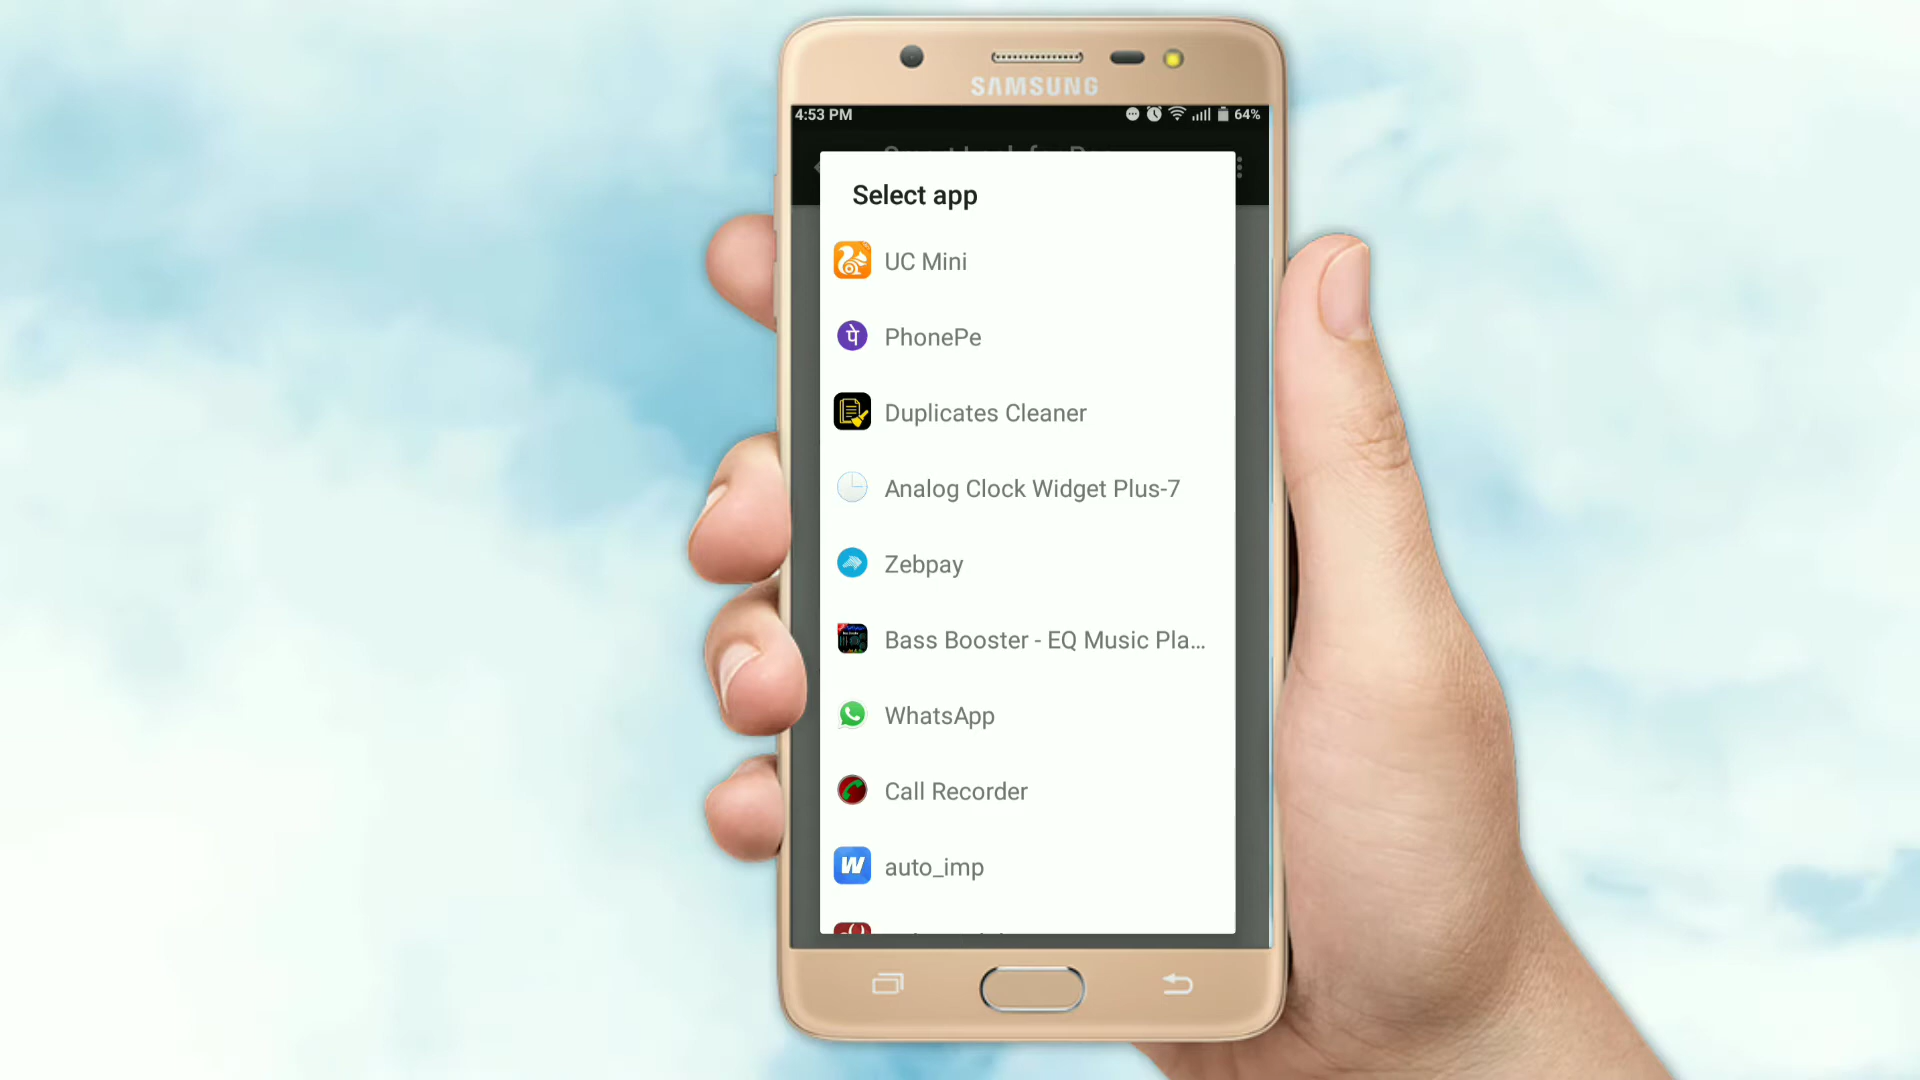 SAMSUNG
4:53 PM
64%
Select app
UC Mini
पे
PhonePe
Duplicates Cleaner
Analog Clock Widget Plus-7
Zebpay
Bass Booster - EQ Music Pla...
WhatsApp
Call Recorder
W
auto_imp